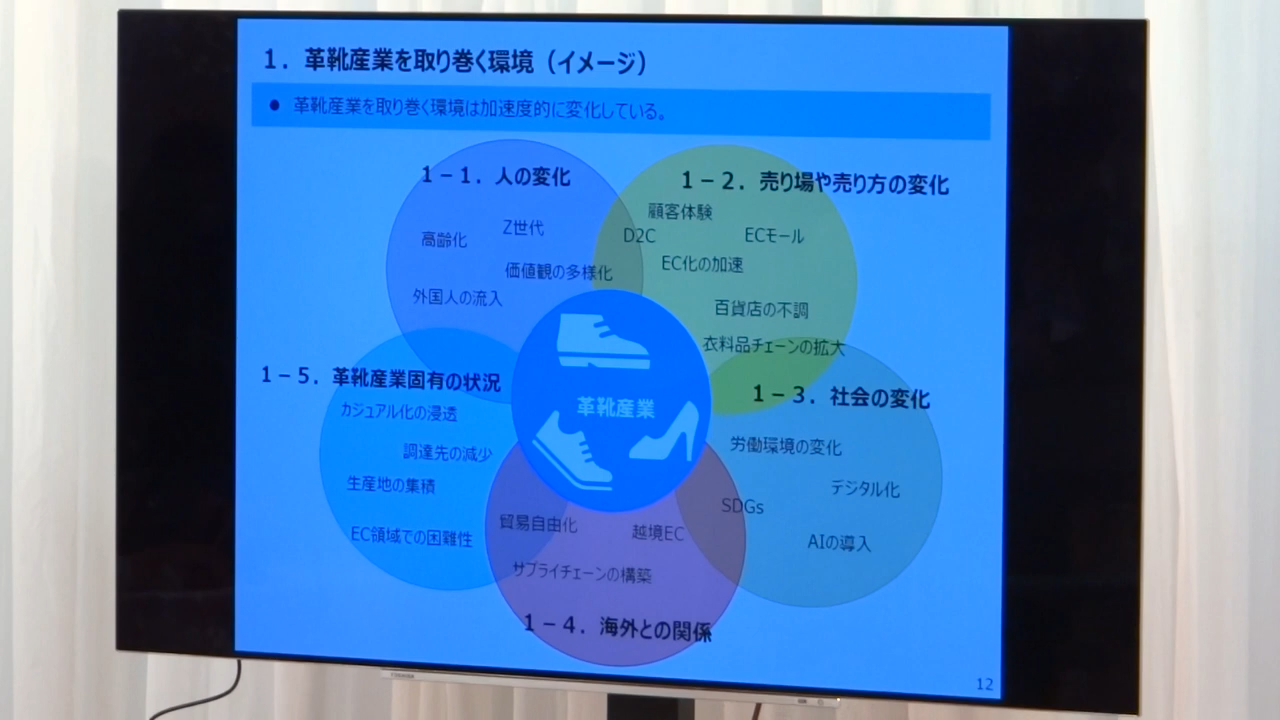 1．革靴産業を取り巻く環境（イメージ）
● 革靴産業を取り巻く環境は加速度的に変化している。
1－1．人の変化
高齢化
Z世代
価値観の多様化
外国人の流入
1－2．売り場や売り方の変化
顧客体験
D2C
ECモール
EC化の加速
百貨店の不調
衣料品チェーンの拡大
革靴産業
1－3．社会の変化
労働環境の変化
デジタル化
SDGs
AIの導入
1－5．革靴産業固有の状況
カジュアル化の浸透
調達先の減少
生産地の集積
EC領域での困難性
貿易自由化
越境EC
サプライチェーンの構築
1－4．海外との関係
12
TOSHIBA